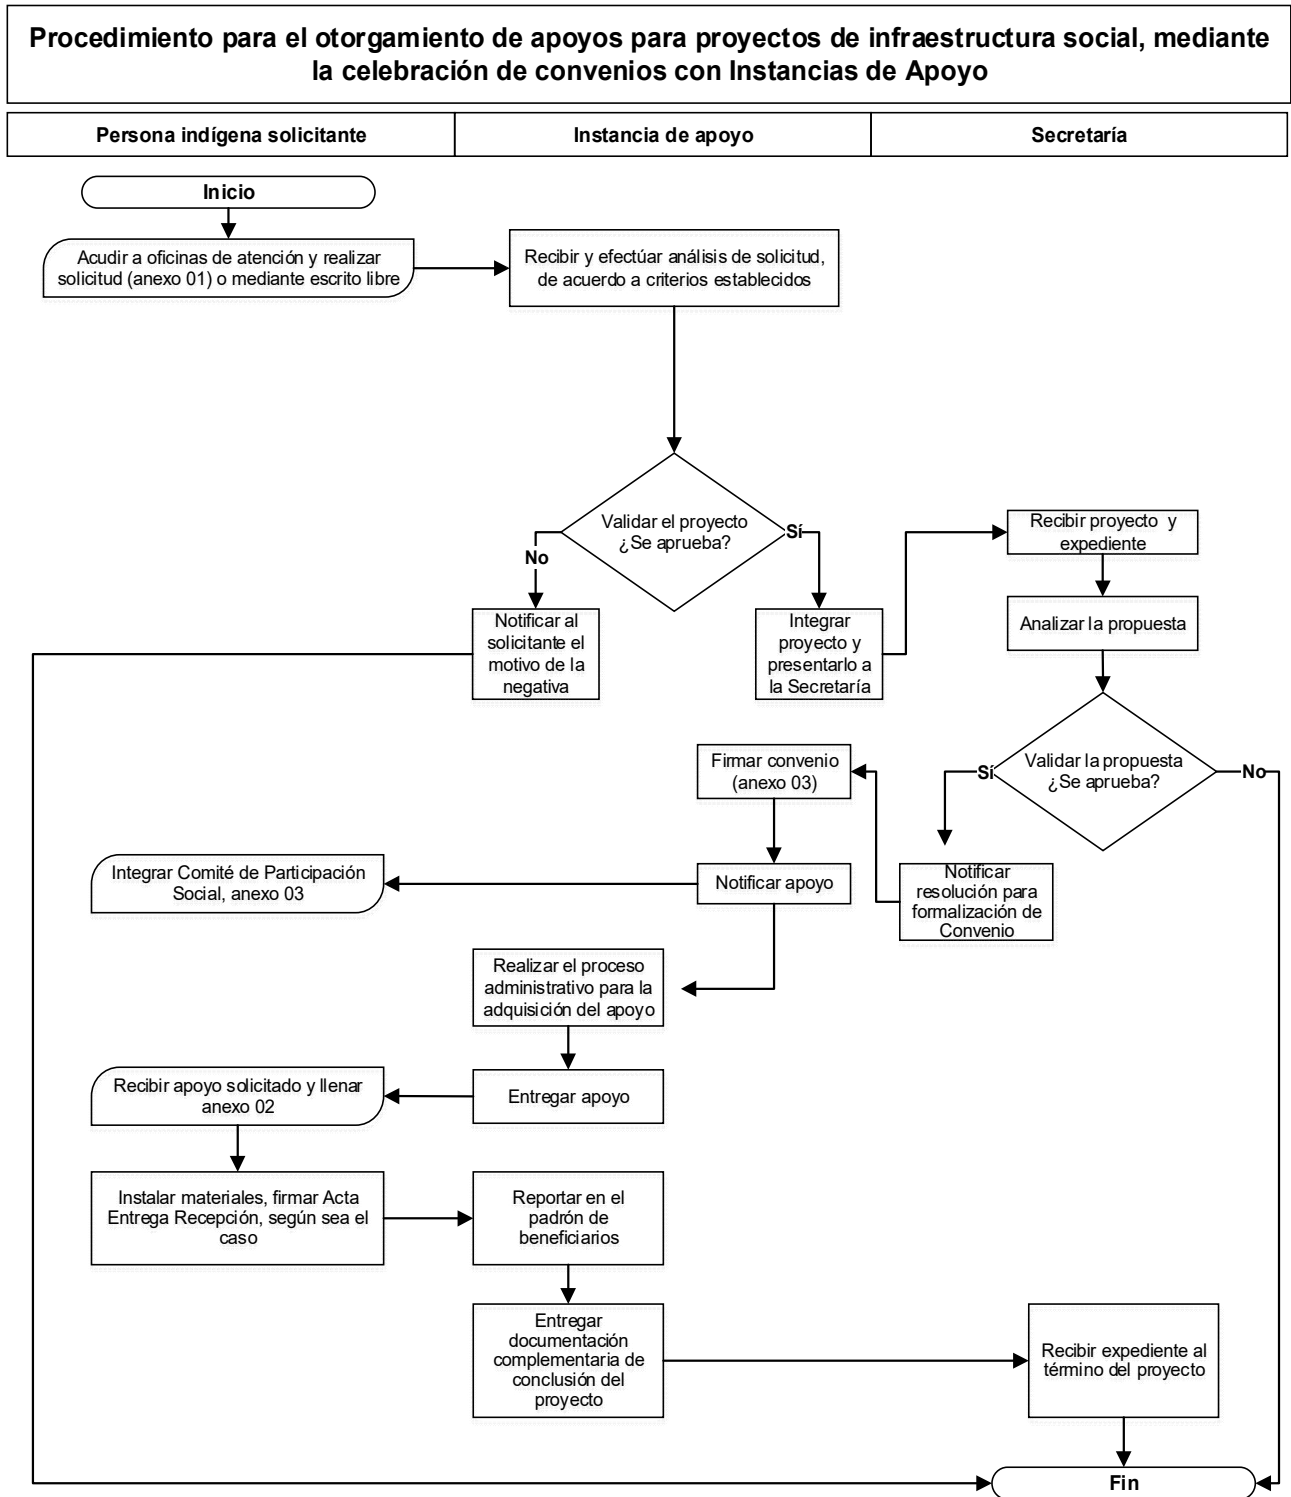 Procedimiento para el otorgamiento de apoyos para proyectos de infraestructura social, mediante
la celebración de convenios con Instancias de Apoyo
Persona indígena solicitante
Instancia de apoyo
Secretaría
Inicio
Acudir a oficinas de atención y realizar
solicitud (anexo 01) o mediante escrito libre
Recibir y efectúar análisis de solicitud,
de acuerdo a criterios establecidos
Validar el proyecto
¿Se aprueba?
No
Sí
Notificar al
solicitante el
motivo de la
negativa
Integrar
proyecto y
presentarlo a
la Secretaría
Recibir proyecto y
expediente
Analizar la propuesta
Validar la propuesta
¿Se aprueba?
Sí
No
Notificar
resolución para
formalización de
Convenio
Firmar convenio
(anexo 03)
Notificar apoyo
Integrar Comité de Participación
Social, anexo 03
Realizar el proceso
administrativo para la
adquisición del apoyo
Entregar apoyo
Recibir apoyo solicitado y llenar
anexo 02
Instalar materiales, firmar Acta
Entrega Recepción, según sea el
caso
Reportar en el
padrón de
beneficiarios
Entregar
documentación
complementaria de
conclusión del
proyecto
Recibir expediente al
término del proyecto
Fin